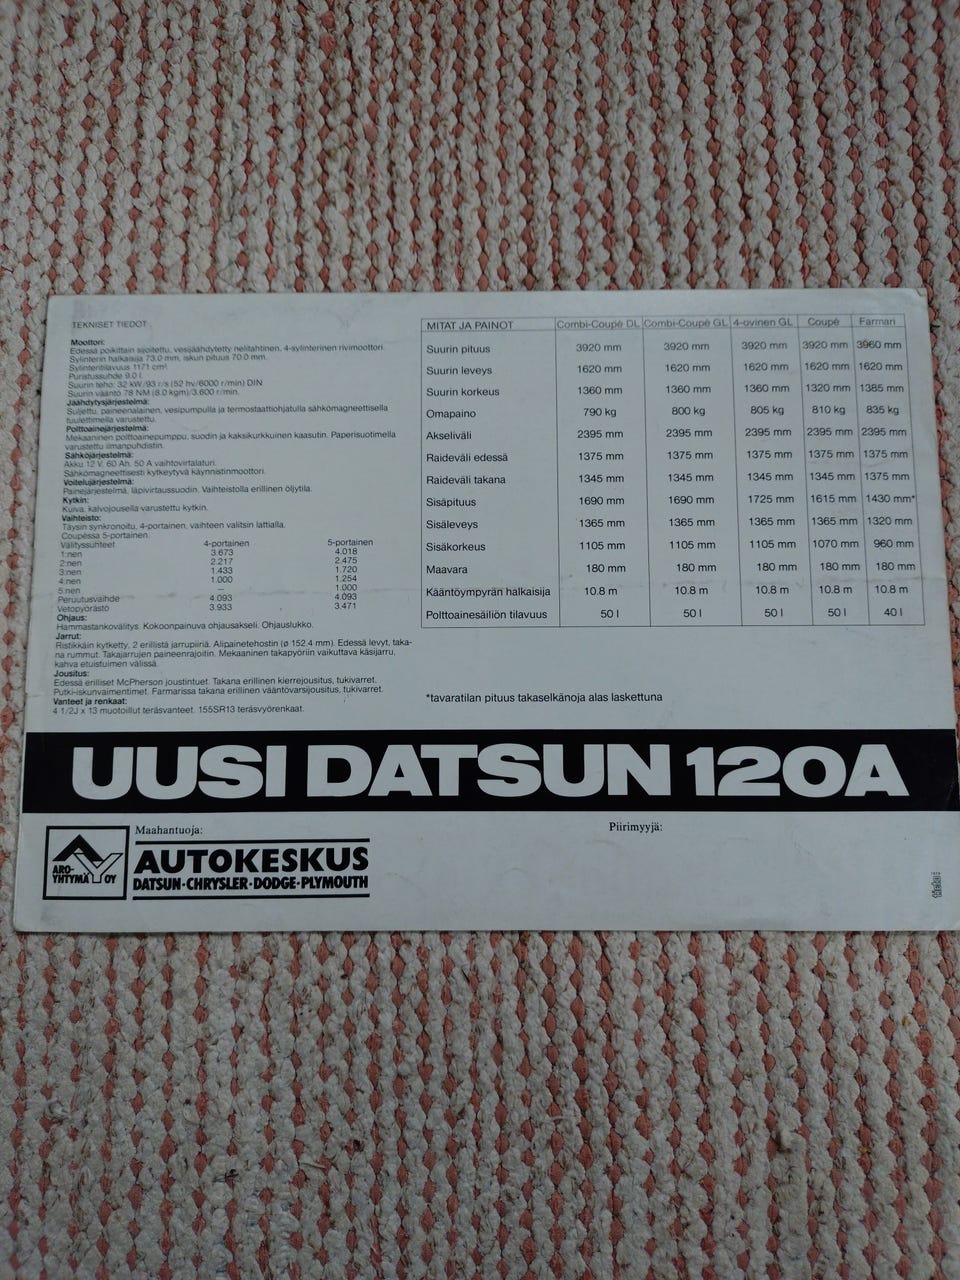 TEKNISET TIEDOT
Moottori:
Edessä poikittain sijoitettu, vesijäähdytetty nelitahtinen, 4-sylinterinen rivimoottori.
Sylinterin halkaisija 73.0 mm, iskun pituus 70.0 mm.
Sylinteritilavuus 1171 cm³
Puristussuhde 9.0:1
Suurin teho: 32 kW/93 r/s (52 hv/6000 r/min) DIN
Suurin vääntö 78 NM (8.0 kgm)/3.600 r/min.
Jäähdytysjärjestelmä:
Suljettu, paineenalainen, vesipumpulla ja termostaattiohjatulla sähkömagneettisella
tuulettimella varustettu.
Polttoainejärjestelmä:
Mekaaninen polttoainepumppu, suodin ja kaksikurkkuinen kaasutin. Paperisuotimella
varustettu ilmanpuhdistin.
Sähköjärjestelmä:
Akku 12 V, 60 Ah, 50 A vaihtovirtalaturi.
Sähkömagneettisesti kytkeytyvä käynnistinmoottori.
Voitelujärjestelmä:
Painejärjestelmä, läpivirtaussuodin. Vaihteistolla erillinen öljytila.
Kytkin:
Kuiva, kalvojousella varustettu kytkin.
Vaihteisto:
Täysin synkronoitu, 4-portainen, vaihteen valitsin lattialla.
Coupéssa 5-portainen.
Välityssuhteet 4-portainen 5-portainen
1:nen 3.673 4.018
2:nen 2.217 2.475
3:nen 1.433 1.720
4:nen 1.000 1.254
5:nen — 1.000
Peruutusvaihde 4.093 4.093
Vetopyörästö 3.933 3.471
Ohjaus:
Hammastankovälitys. Kokoonpainuva ohjausakseli. Ohjauslukko.
Jarrut:
Ristikkäin kytketty, 2 erillistä jarrupiiriä. Alipainetehostin (ø 152.4 mm). Edessä levyt, taka-
na rummut. Takajarrujen paineenrajoitin. Mekaaninen takapyöriin vaikuttava käsijarru,
kahva etuistuimen välissä.
Jousitus:
Edessä erilliset McPherson joustintuet. Takana erillinen kierrejousitus, tukivarret.
Putki-iskunvaimentimet. Farmarissa takana erillinen vääntövarsijousitus, tukivarret.
Vanteet ja renkaat:
4 1/2J x 13 muotoillut teräsvanteet. 155SR13 teräsvyörenkaat.
MITAT JA PAINOT Combi-Coupé DL Combi-Coupé GL 4-ovinen GL Coupé Farmari
Suurin pituus 3920 mm 3920 mm 3920 mm 3920 mm 3960 mm
Suurin leveys 1620 mm 1620 mm 1620 mm 1620 mm 1620 mm
Suurin korkeus 1360 mm 1360 mm 1360 mm 1320 mm 1385 mm
Omapaino 790 kg 800 kg 805 kg 810 kg 835 kg
Akseliväli 2395 mm 2395 mm 2395 mm 2395 mm 2395 mm
Raideväli edessä 1375 mm 1375 mm 1375 mm 1375 mm 1375 mm
Raideväli takana 1345 mm 1345 mm 1345 mm 1345 mm 1375 mm
Sisäpituus 1690 mm 1690 mm 1725 mm 1615 mm 1430 mm*
Sisäleveys 1365 mm 1365 mm 1365 mm 1365 mm 1320 mm
Sisäkorkeus 1105 mm 1105 mm 1105 mm 1070 mm 960 mm
Maavara 180 mm 180 mm 180 mm 180 mm 180 mm
Kääntöympyrän halkaisija 10.8 m 10.8 m 10.8 m 10.8 m 10.8 m
Polttoainesäiliön tilavuus 50 l 50 l 50 l 50 l 40 l
*tavaratilan pituus takaselkänoja alas laskettuna
UUSI DATSUN 120A
ARO-
YHTYMÄ OY
Maahantuoja:
AUTOKESKUS
DATSUN·CHRYSLER·DODGE·PLYMOUTH
Piirimyyjä: